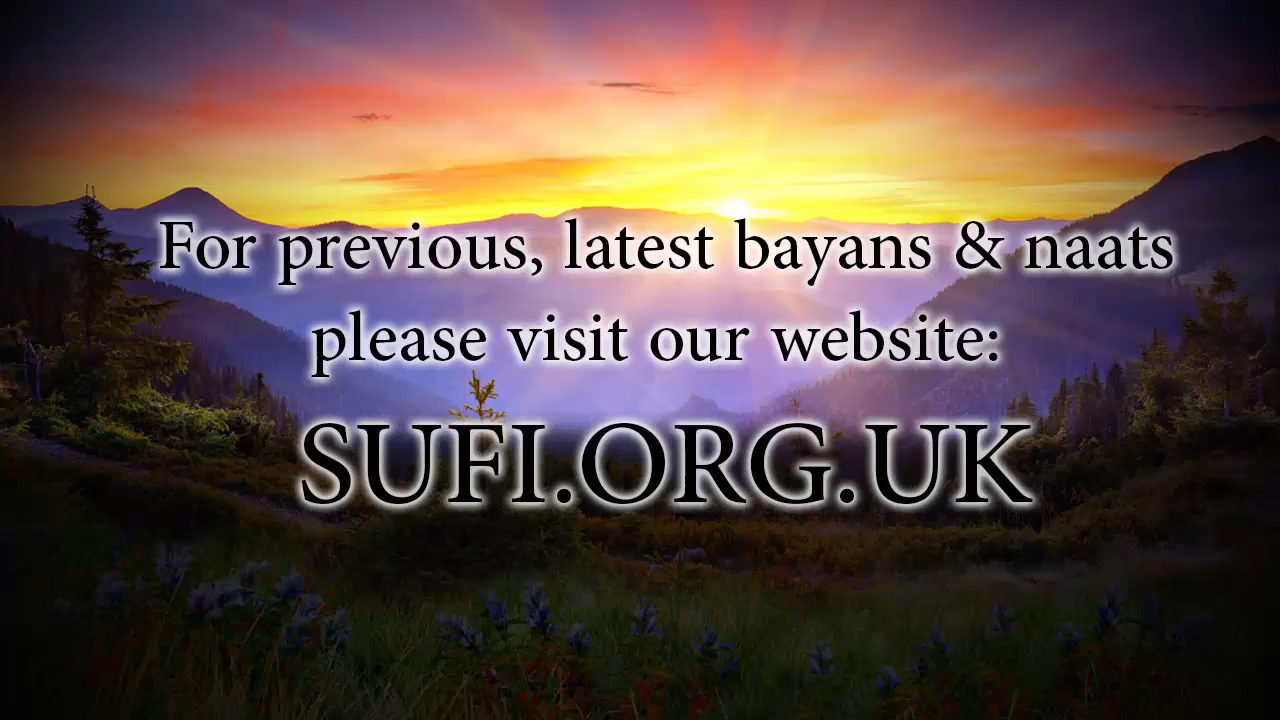 For previous, latest bayans & naats
please visit our website:
SUFI.ORG.UK